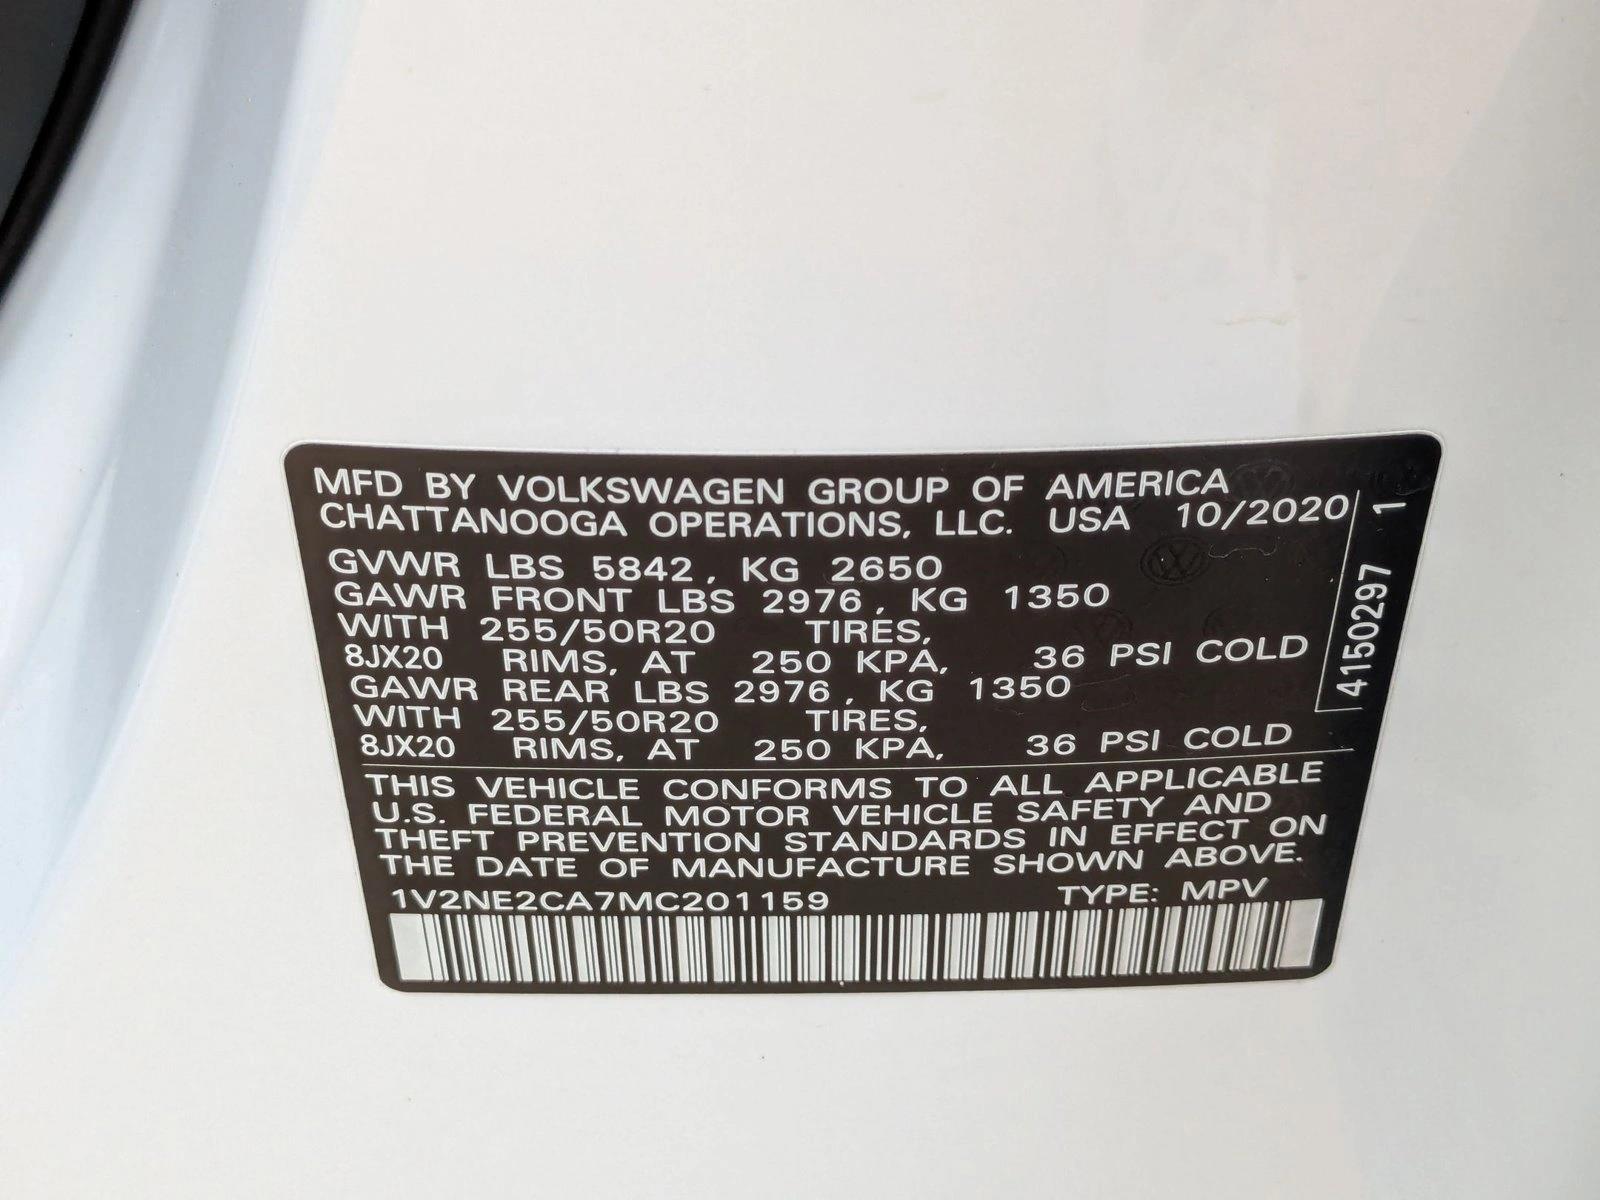 MFD BY VOLKSWAGEN GROUP OF AMERICA
CHATTANOOGA OPERATIONS, LLC. USA 10/2020
GVWR LBS 5842, KG 2650
GAWR FRONT LBS 2976, KG 1350
WITH 255/50R20 TIRES,
8JX20 RIMS, AT 250 KPA, 36 PSI COLD
GAWR REAR LBS 2976, KG 1350
WITH 255/50R20 TIRES,
8JX20 RIMS, AT 250 KPA, 36 PSI COLD
4150297 1
THIS VEHICLE CONFORMS TO ALL APPLICABLE
U.S. FEDERAL MOTOR VEHICLE SAFETY AND
THEFT PREVENTION STANDARDS IN EFFECT ON
THE DATE OF MANUFACTURE SHOWN ABOVE.
1V2NE2CA7MC201159 TYPE: MPV